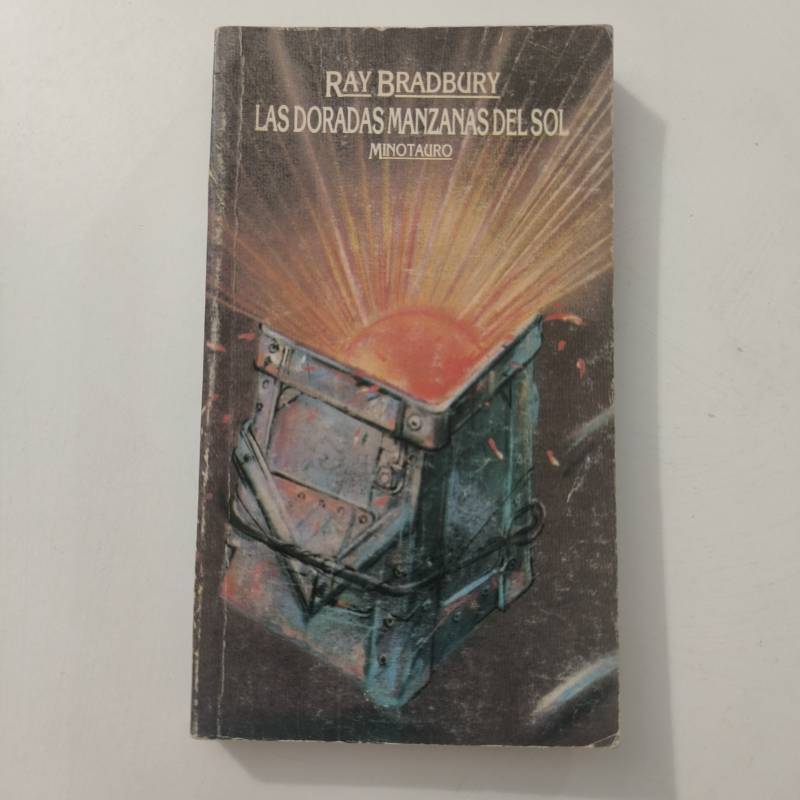 RAY BRADBURY
LAS DORADAS MANZANAS DEL SOL
MINOTAURO